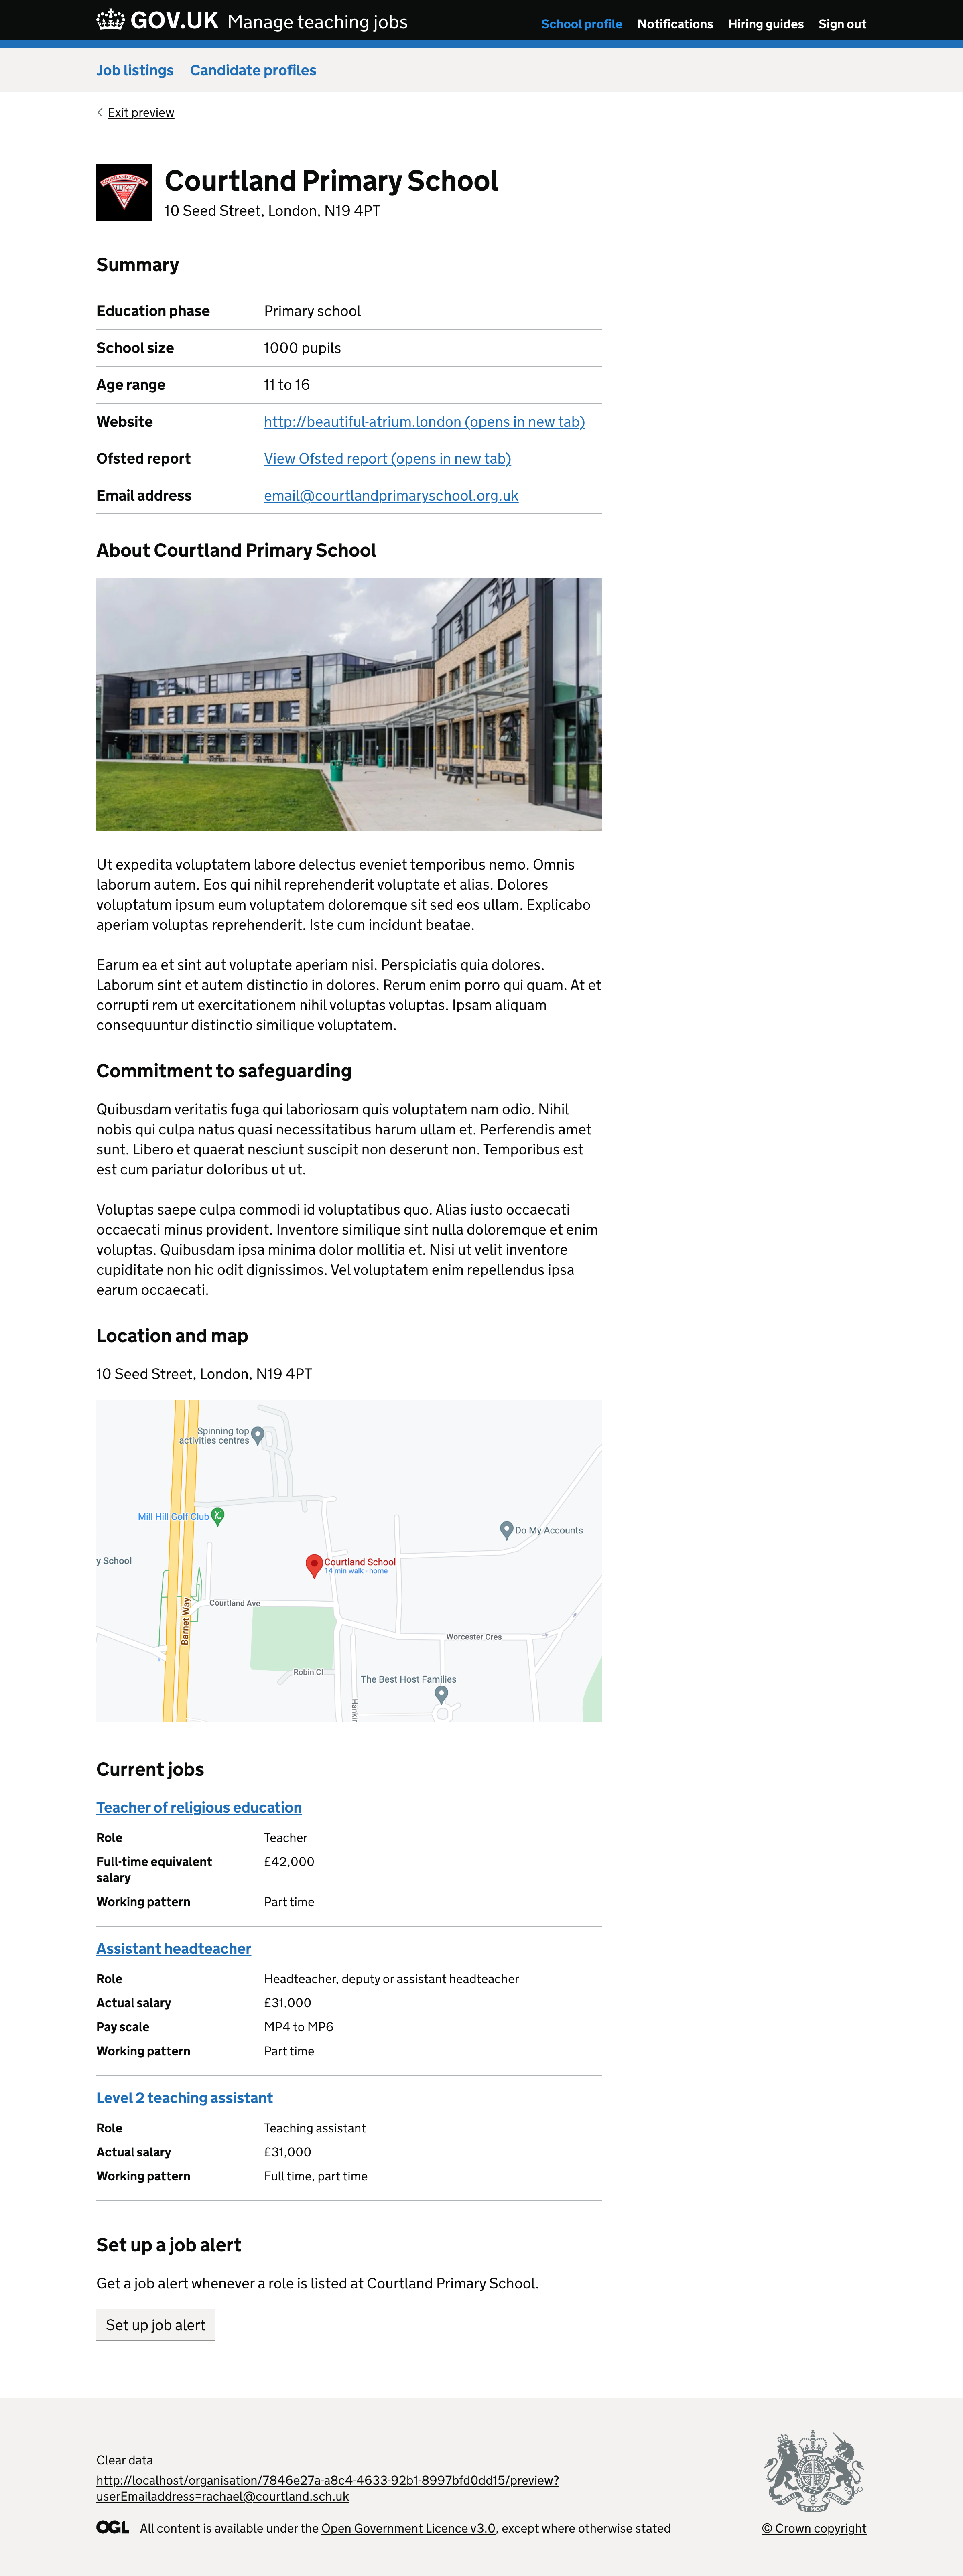 GOV.UK Manage teaching jobs
School profile Notifications Hiring guides Sign out
Job listings Candidate profiles
Exit preview
Courtland Primary School
10 Seed Street, London, N19 4PT
Summary
Education phase Primary school
School size 1000 pupils
Age range 11 to 16
Website http://beautiful-atrium.london (opens in new tab)
Ofsted report View Ofsted report (opens in new tab)
Email address email@courtlandprimaryschool.org.uk
About Courtland Primary School
Ut expedita voluptatem labore delectus eveniet temporibus nemo. Omnis
laborum autem. Eos qui nihil reprehenderit voluptate et alias. Dolores
voluptatum ipsum eum voluptatem doloremque sit sed eos ullam. Explicabo
aperiam voluptas reprehenderit. Iste cum incidunt beatae.
Earum ea et sint aut voluptate aperiam nisi. Perspiciatis quia dolores.
Laborum sint et autem distinctio in dolores. Rerum enim porro qui quam. At et
corrupti rem ut exercitationem nihil voluptas voluptas. Ipsam aliquam
consequuntur distinctio similique voluptatem.
Commitment to safeguarding
Quibusdam veritatis fuga qui laboriosam quis voluptatem nam odio. Nihil
nobis qui culpa natus quasi necessitatibus harum ullam et. Perferendis amet
sunt. Libero et quaerat nesciunt suscipit non deserunt non. Temporibus est
est cum pariatur doloribus ut ut.
Voluptas saepe culpa commodi id voluptatibus quo. Alias iusto occaecati
occaecati minus provident. Inventore similique sint nulla doloremque et enim
voluptas. Quibusdam ipsa minima dolor mollitia et. Nisi ut velit inventore
cupiditate non hic odit dignissimos. Vel voluptatem enim repellendus ipsa
earum occaecati.
Location and map
10 Seed Street, London, N19 4PT
Spinning top
activities centres
Mill Hill Golf Club
Do My Accounts
y School
Courtland School
14 min walk - home
Courtland Ave
Barnet Way
Worcester Cres
Robin Cl
The Best Host Families
Hankir
Current jobs
Teacher of religious education
Role Teacher
Full-time equivalent £42,000
salary
Working pattern Part time
Assistant headteacher
Role Headteacher, deputy or assistant headteacher
Actual salary £31,000
Pay scale MP4 to MP6
Working pattern Part time
Level 2 teaching assistant
Role Teaching assistant
Actual salary £31,000
Working pattern Full time, part time
Set up a job alert
Get a job alert whenever a role is listed at Courtland Primary School.
Set up job alert
Clear data
http://localhost/organisation/7846e27a-a8c4-4633-92b1-8997bfd0dd15/preview?
userEmailaddress=rachael@courtland.sch.uk
OGL All content is available under the Open Government Licence v3.0, except where otherwise stated
© Crown copyright